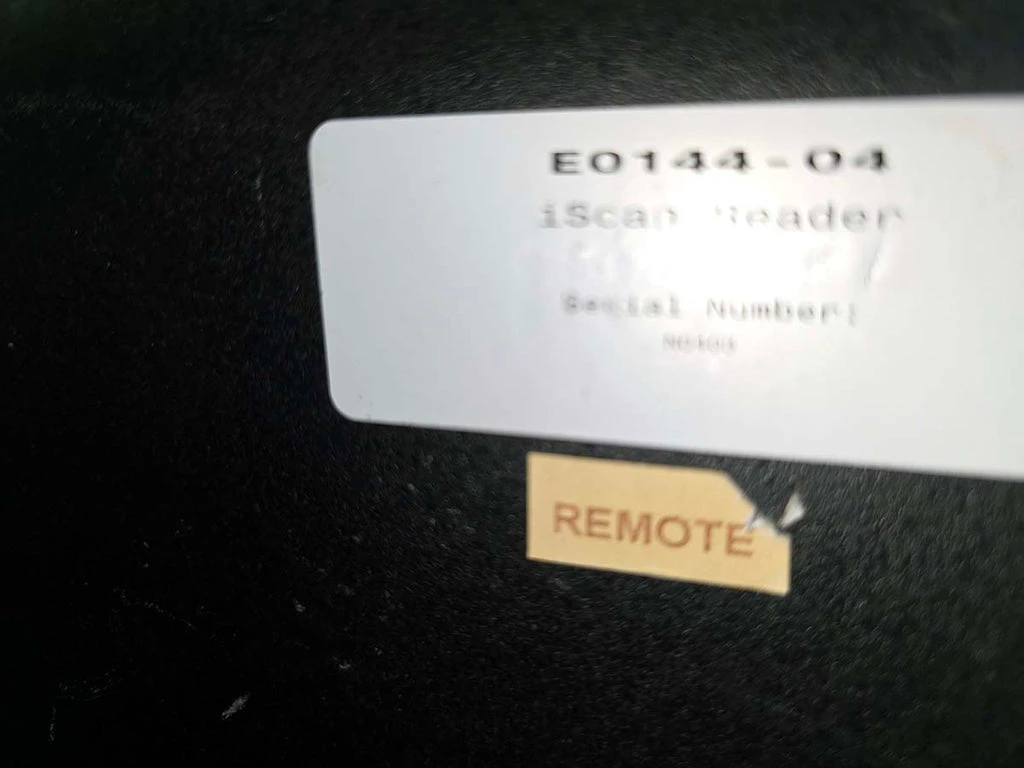 E0144-04
iScan Reader
Serial Number:
REMOTE